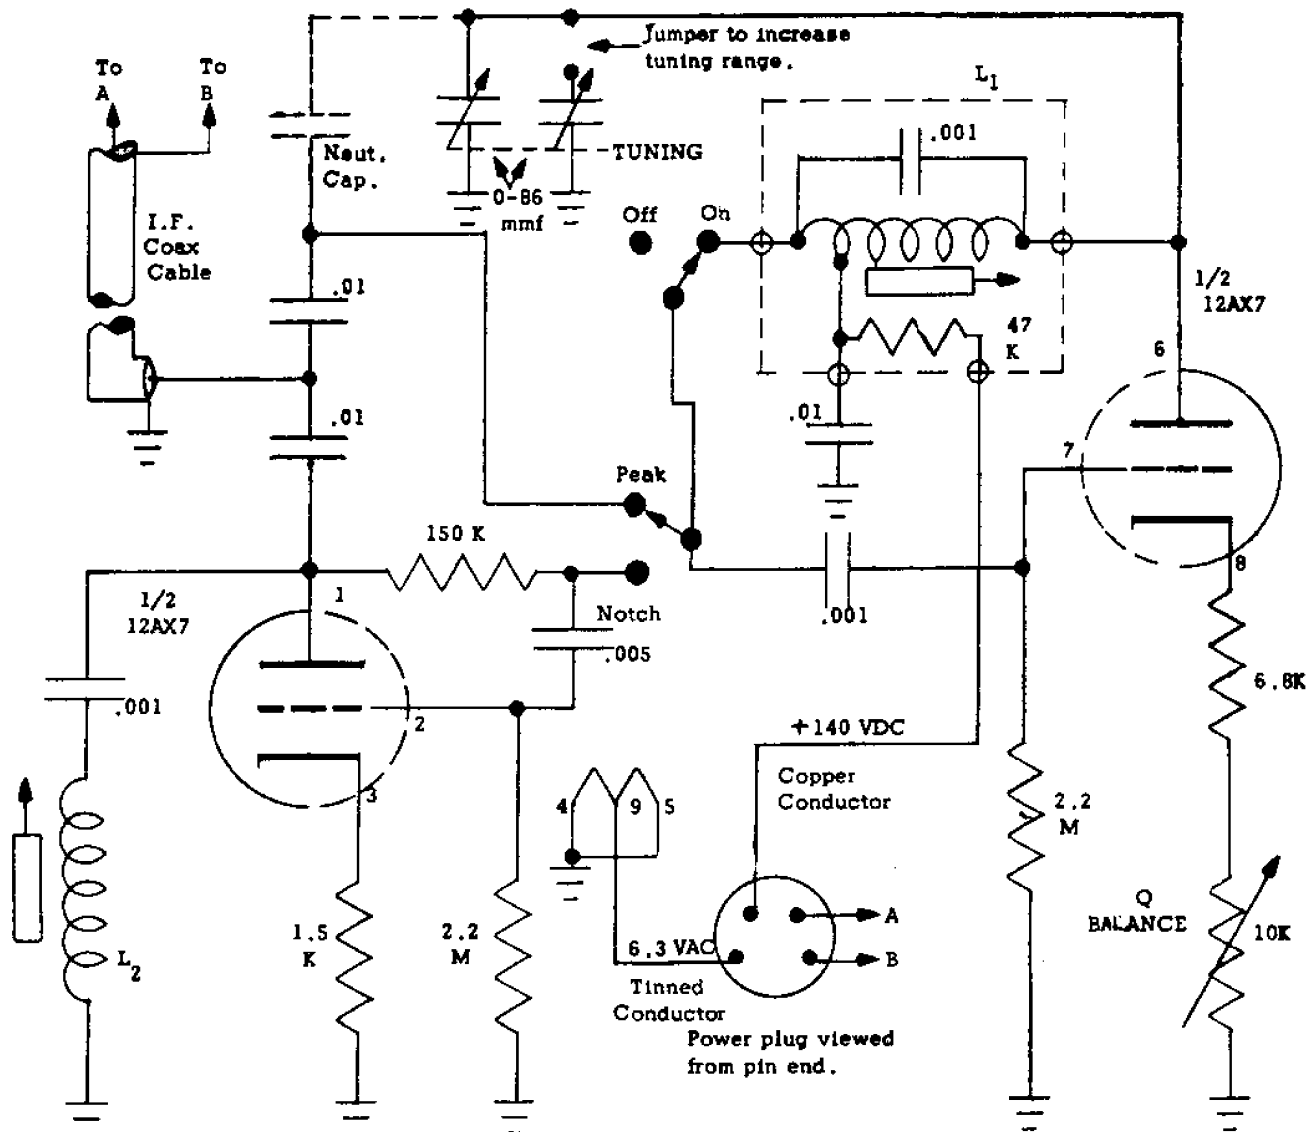 Jumper to increase
tuning range.
To
A
To
B
L1
.001
Neut.
Cap.
TUNING
0-86
mmf
Off
On
I.F.
Coax
Cable
.01
1/2
12AX7
47
K
6
.01
.01
7
Peak
150 K
8
1/2
12AX7
1
Notch
.001
.005
6.8K
.001
2
+140 VDC
Copper
Conductor
3
4
9
5
2.2
M
Q
BALANCE
10K
1.5
K
2.2
M
A
6.3 VAC
B
L2
Tinned
Conductor
Power plug viewed
from pin end.